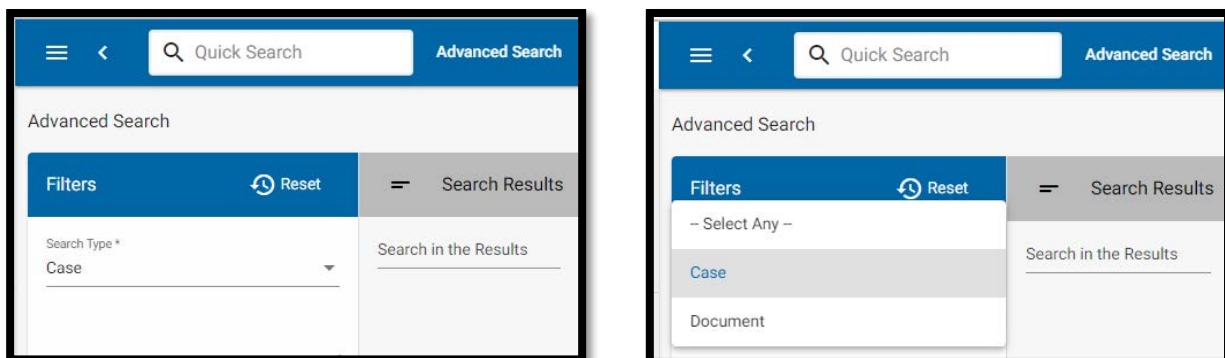 Quick Search Advanced Search
Advanced Search
Filters Reset Search Results
Search Type *
Case
Search in the Results
Quick Search Advanced Search
Advanced Search
Filters Reset Search Results
-- Select Any --
Case
Document
Search in the Results